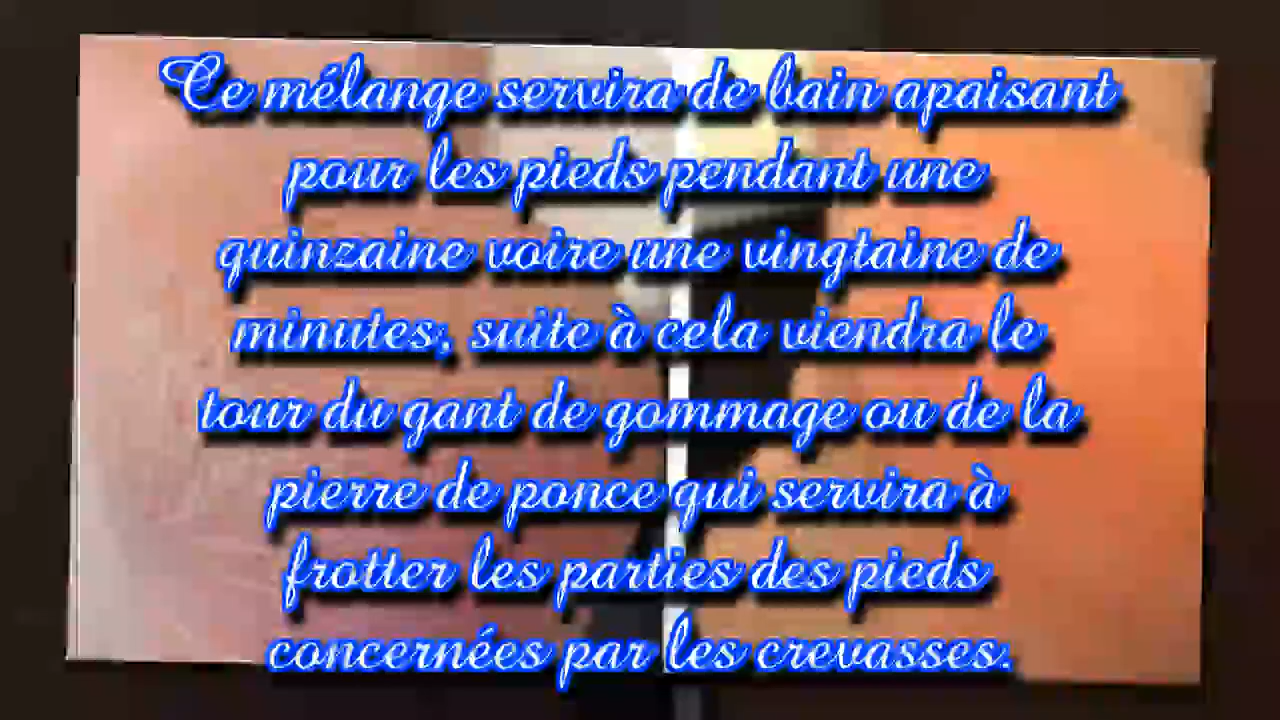 Ce mélange servira de bain apaisant
pour les pieds pendant une
quinzaine voire une vingtaine de
minutes, suite à cela viendra le
tour du gant de gommage ou de la
pierre de ponce qui servira à
frotter les parties des pieds
concernées par les crevasses.